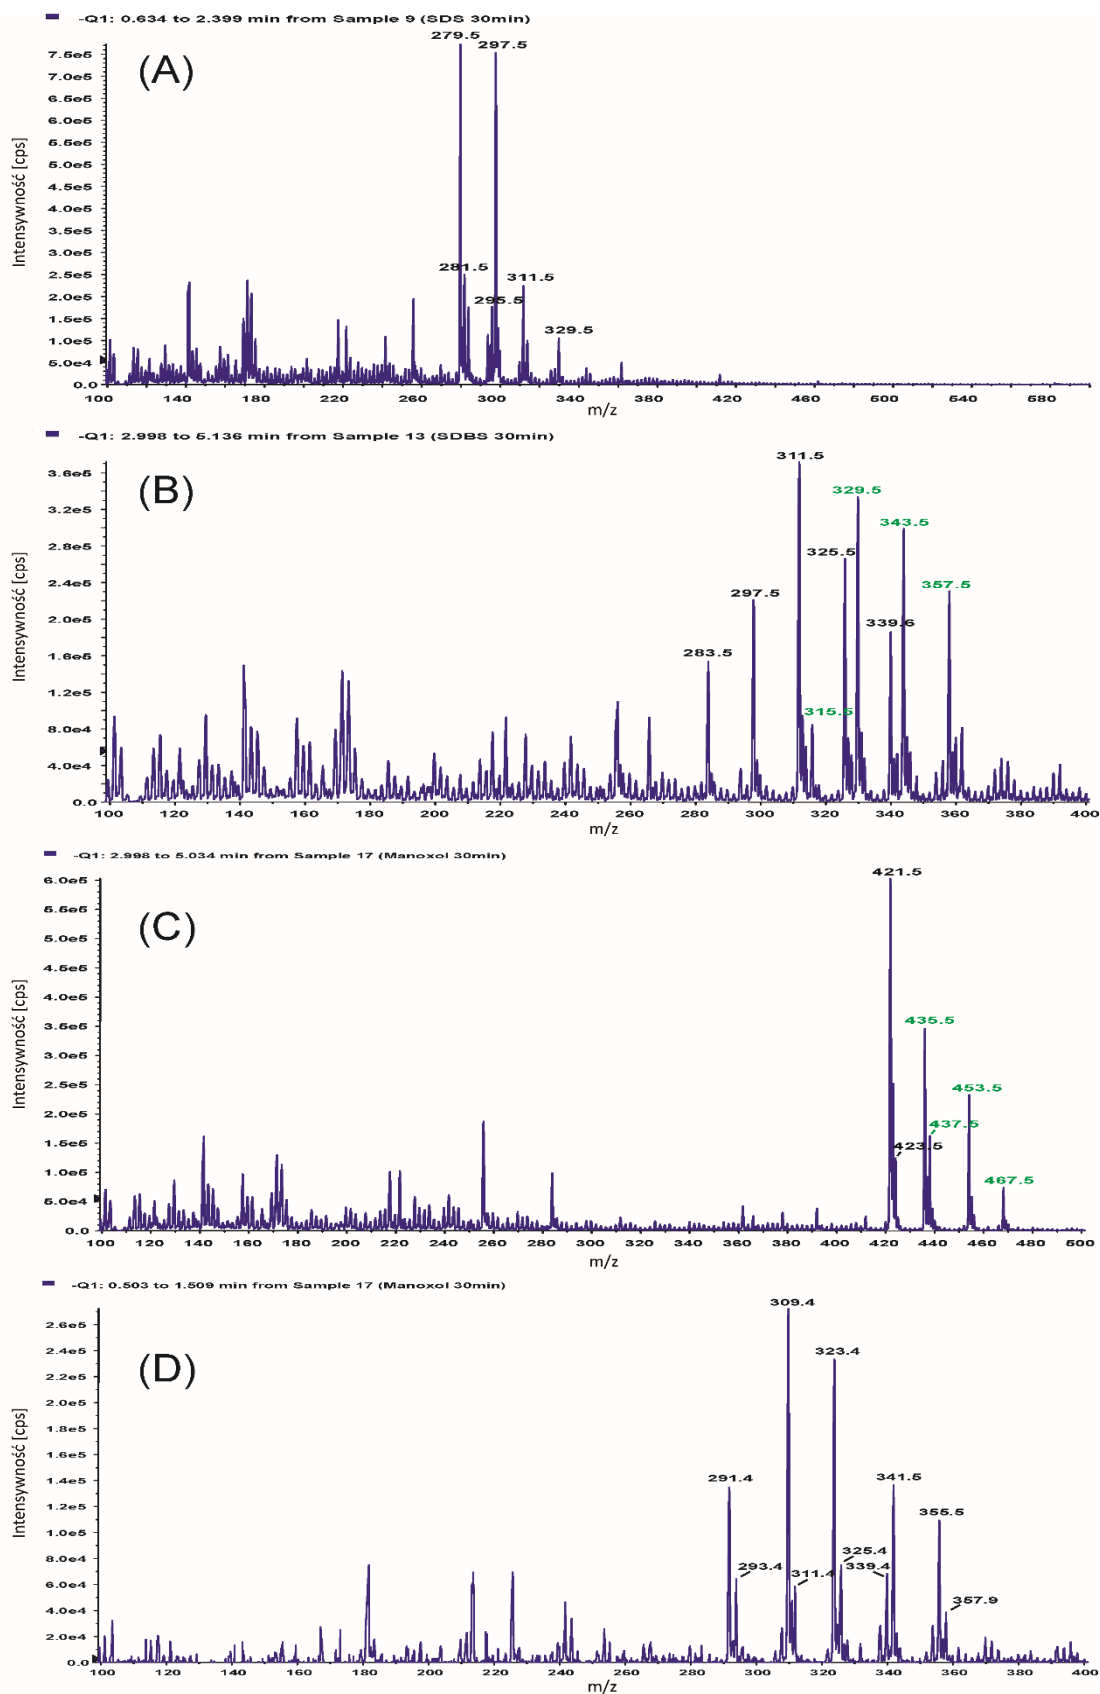 -Q1: 0.634 to 2.399 min from Sample 9 (SDS 30min)
(A)
Intensywność [cps]
7.5e5
7.0e5
6.5e5
6.0e5
5.5e5
5.0e5
4.5e5
4.0e5
3.5e5
3.0e5
2.5e5
2.0e5
1.5e5
1.0e5
5.0e4
0.0
279.5
297.5
281.5
295.5
311.5
329.5
100 140 180 220 260 300 340 380 420 460 500 540 580
m/z
-Q1: 2.998 to 5.136 min from Sample 13 (SDBS 30min)
(B)
Intensywność [cps]
3.6e5
3.2e5
2.8e5
2.4e5
2.0e5
1.6e5
1.2e5
8.0e4
4.0e4
0.0
311.5
329.5
343.5
325.5
357.5
297.5
339.6
283.5
315.5
100 120 140 160 180 200 220 240 260 280 300 320 340 360 380 400
m/z
-Q1: 2.998 to 5.034 min from Sample 17 (Manoxol 30min)
(C)
Intensywność [cps]
6.0e5
5.5e5
5.0e5
4.5e5
4.0e5
3.5e5
3.0e5
2.5e5
2.0e5
1.5e5
1.0e5
5.0e4
0.0
421.5
435.5
453.5
437.5
423.5
467.5
100 120 140 160 180 200 220 240 260 280 300 320 340 360 380 400 420 440 460 480 500
m/z
-Q1: 0.503 to 1.509 min from Sample 17 (Manoxol 30min)
(D)
Intensywność [cps]
2.6e5
2.4e5
2.2e5
2.0e5
1.8e5
1.6e5
1.4e5
1.2e5
1.0e5
8.0e4
6.0e4
4.0e4
2.0e4
0.0
309.4
323.4
291.4
341.5
355.5
293.4
311.4
325.4
339.4
357.9
100 120 140 160 180 200 220 240 260 280 300 320 340 360 380 400
m/z